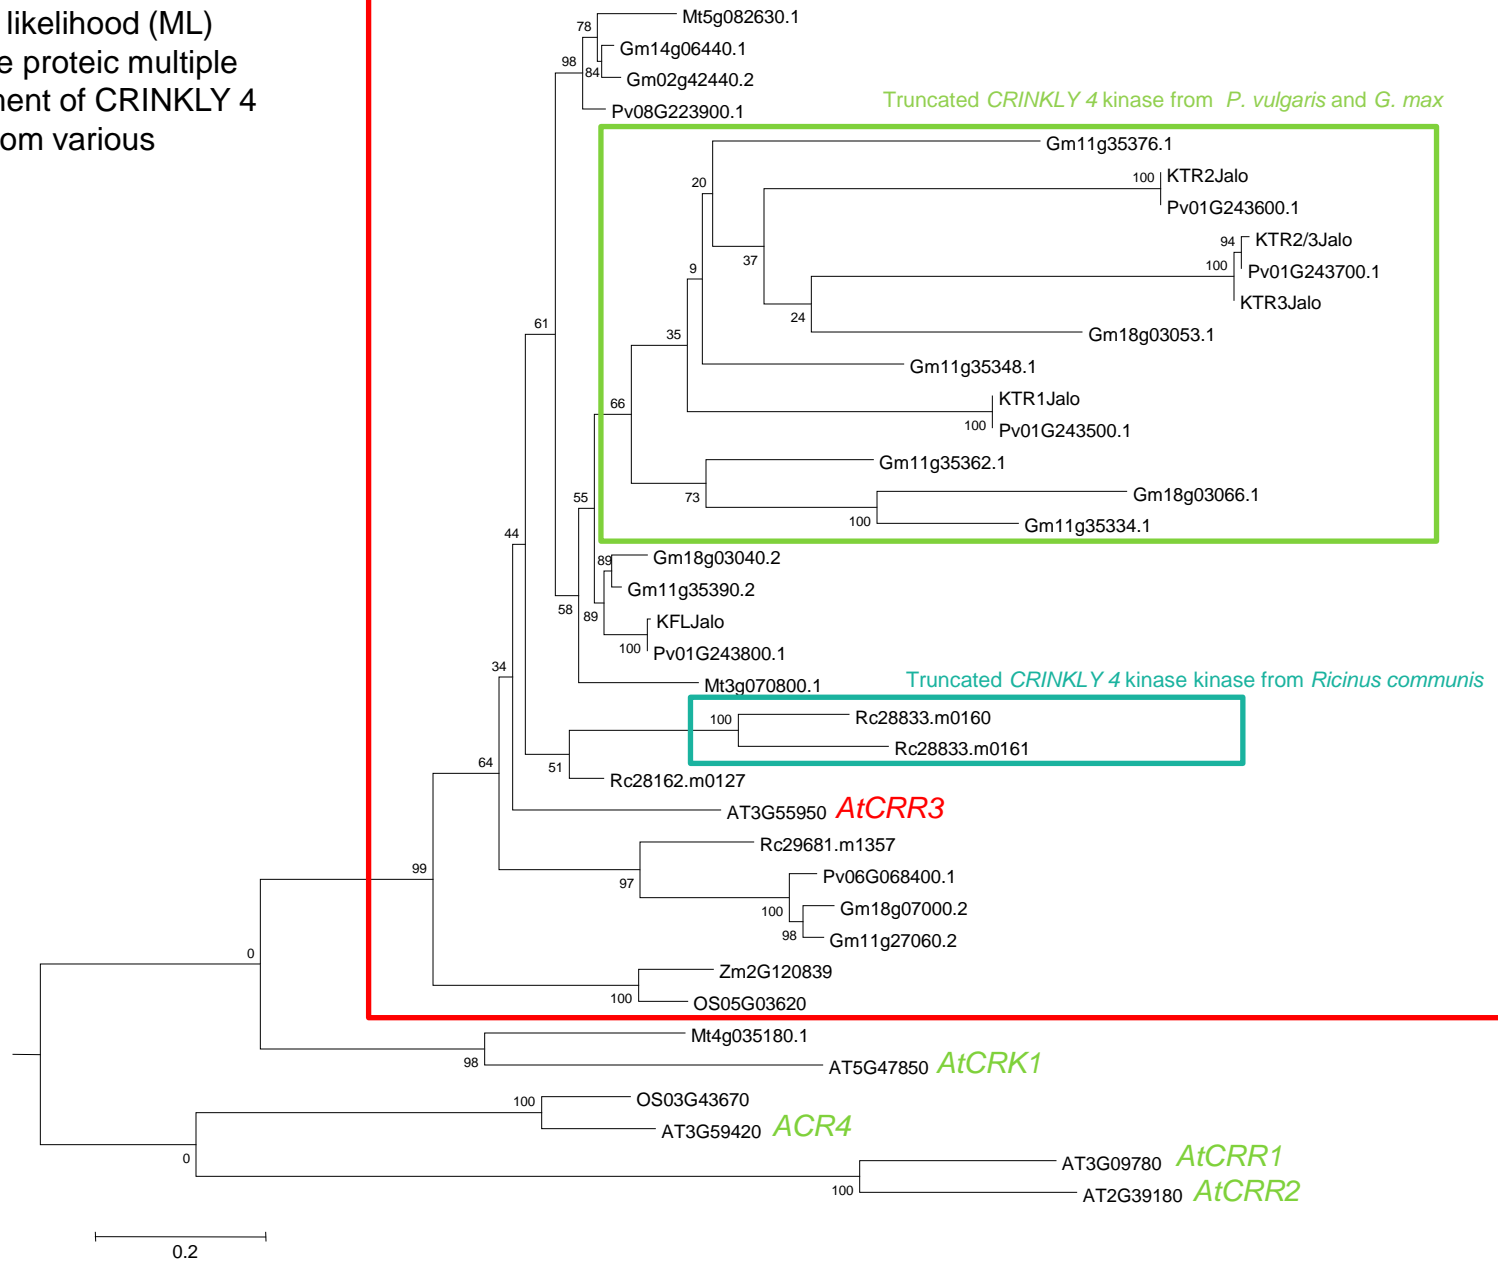 likelihood (ML)
e proteic multiple
nent of CRINKLY 4
om various
78
Mt5g082630.1
Gm14g06440.1
98
84
Gm02g42440.2
Pv08G223900.1
Truncated CRINKLY 4 kinase from P. vulgaris and G. max
Gm11g35376.1
20
100
KTR2Jalo
Pv01G243600.1
94
KTR2/3Jalo
37
9
100
Pv01G243700.1
KTR3Jalo
24
61
35
Gm18g03053.1
Gm11g35348.1
KTR1Jalo
66
100
Pv01G243500.1
Gm11g35362.1
55
73
Gm18g03066.1
100
Gm11g35334.1
44
89
Gm18g03040.2
Gm11g35390.2
58
89
KFLJalo
100
Pv01G243800.1
34
Truncated CRINKLY 4 kinase kinase from Ricinus communis
Mt3g070800.1
100
Rc28833.m0160
Rc28833.m0161
64
51
Rc28162.m0127
AT3G55950 AtCRR3
Rc29681.m1357
99
97
Pv06G068400.1
100
Gm18g07000.2
98
Gm11g27060.2
0
Zm2G120839
100
OS05G03620
Mt4g035180.1
98
AT5G47850 AtCRK1
100
OS03G43670
AT3G59420 ACR4
0
AT3G09780 AtCRR1
100
AT2G39180 AtCRR2
0.2